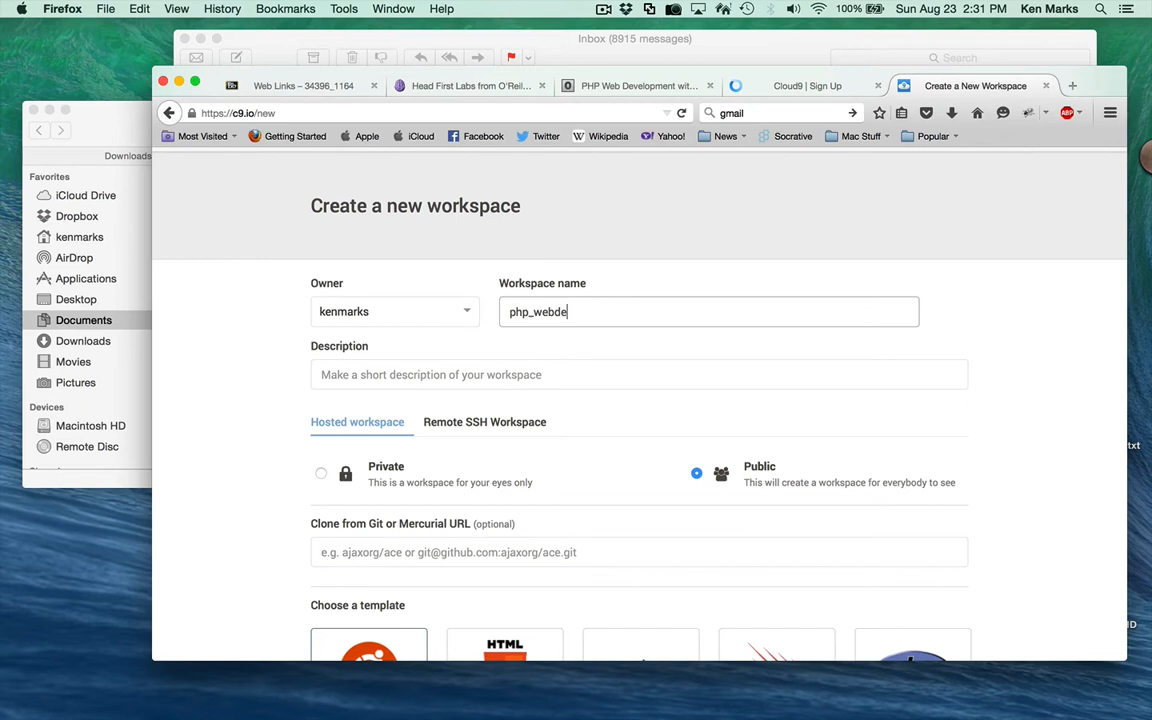 Firefox File Edit View History Bookmarks Tools Window Help 100% Sun Aug 23 2:31 PM Ken Marks
Inbox (8915 messages)
Search
Web Links – 34396_1164 Head First Labs from O'Reil... PHP Web Development wit... Cloud9 | Sign Up Create a New Workspace
https://c9.io/new gmail ABP
Most Visited Getting Started Apple iCloud Facebook Twitter Wikipedia Yahoo! News Socrative Mac Stuff Popular
Downloads
Favorites
iCloud Drive
Dropbox
kenmarks
AirDrop
Applications
Desktop
Documents
Downloads
Movies
Pictures
Devices
Macintosh HD
Remote Disc
Create a new workspace
Owner Workspace name
kenmarks php_webde
Description
Make a short description of your workspace
Hosted workspace Remote SSH Workspace
Private Public
This is a workspace for your eyes only This will create a workspace for everybody to see
Clone from Git or Mercurial URL (optional)
e.g. ajaxorg/ace or git@github.com:ajaxorg/ace.git
Choose a template
HTML
txt